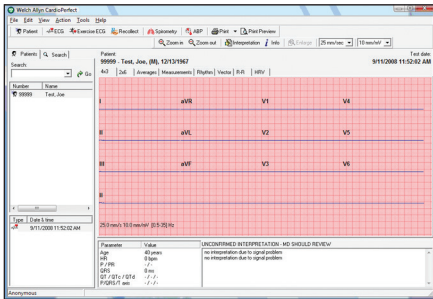 Welch Allyn CardioPerfect
File Edit View Action Tools Help
Patient ECG Exercise ECG Recollect Spirometry ABP Print Print Preview
Zoom in Zoom out Interpretation Info Enlarge 25 mm/sec 10 mm/mV
Patients Search
Search:
Go
Number Name
99999 Test, Joe
Type Date & time
9/11/2008 11:52:02 AM
Patient: Test date:
99999 - Test, Joe, (M), 12/13/1967 9/11/2008 11:52:02 AM
4x3 2x6 Averages Measurements Rhythm Vector R-R HRV
I aVR V1 V4
II aVL V2 V5
III aVF V3 V6
II
25.0 mm/s 10.0 mm/mV [0.5-35] Hz
Parameter Value
Age 40 years
HR 0 bpm
P / PR - / -
QRS 0 ms
QT / QTc / QTd - / - / -
P/QRS/T axis - / - / -
UNCONFIRMED INTERPRETATION - MD SHOULD REVIEW
no interpretation due to signal problem
no interpretation due to signal problem
Anonymous